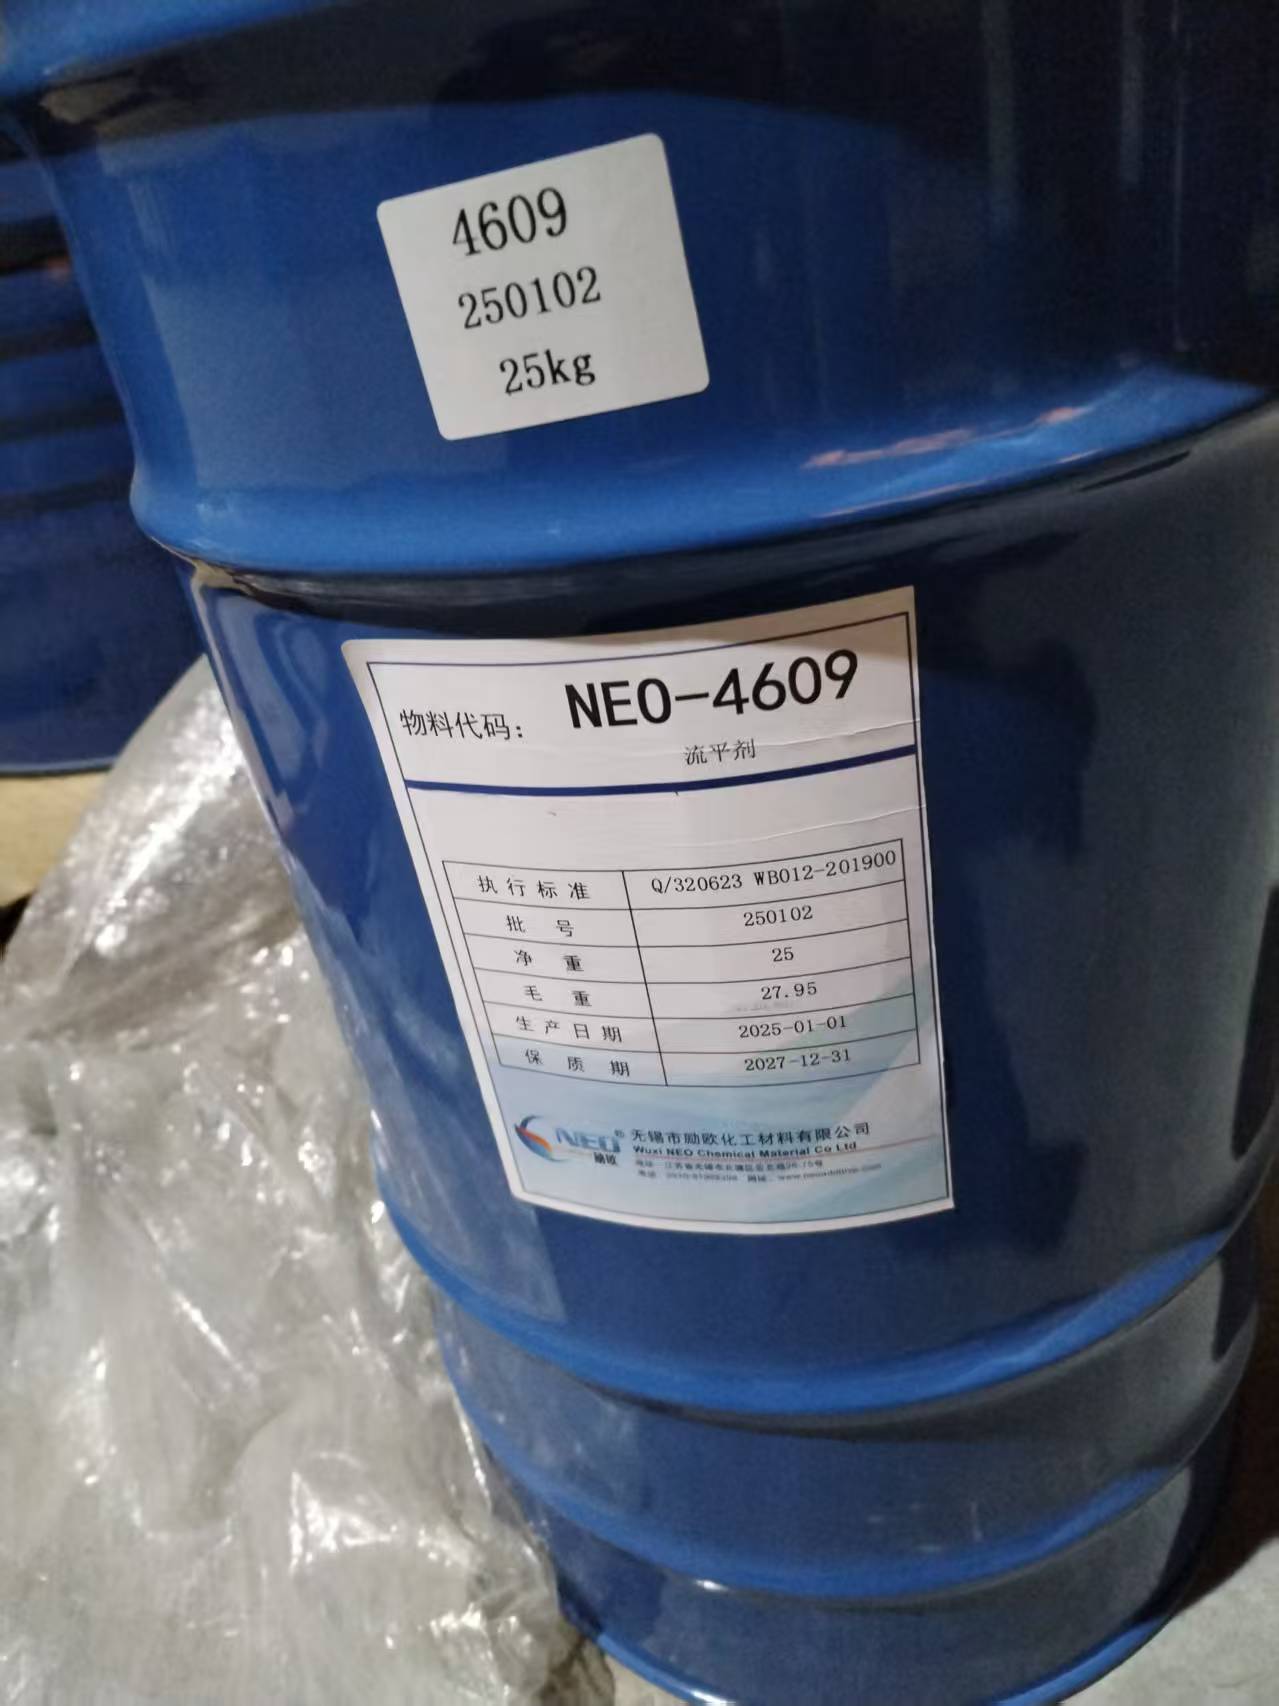 4609
250102
25kg
物料代码： NEO-4609
流平剂
执行标准 Q/320623 WB012-201900
批号 250102
净重 25
毛重 27.95
生产日期 2025-01-01
保质期 2027-12-31
NEO 无锡市励欧化工材料有限公司
励欧 Wuxi NEO Chemical Material Co Ltd